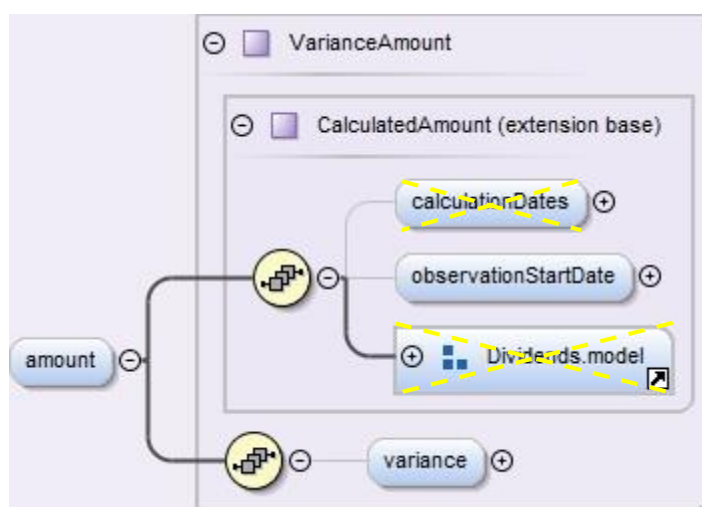 VarianceAmount
CalculatedAmount (extension base)
calculationDates
observationStartDate
Dividends.model
amount
variance